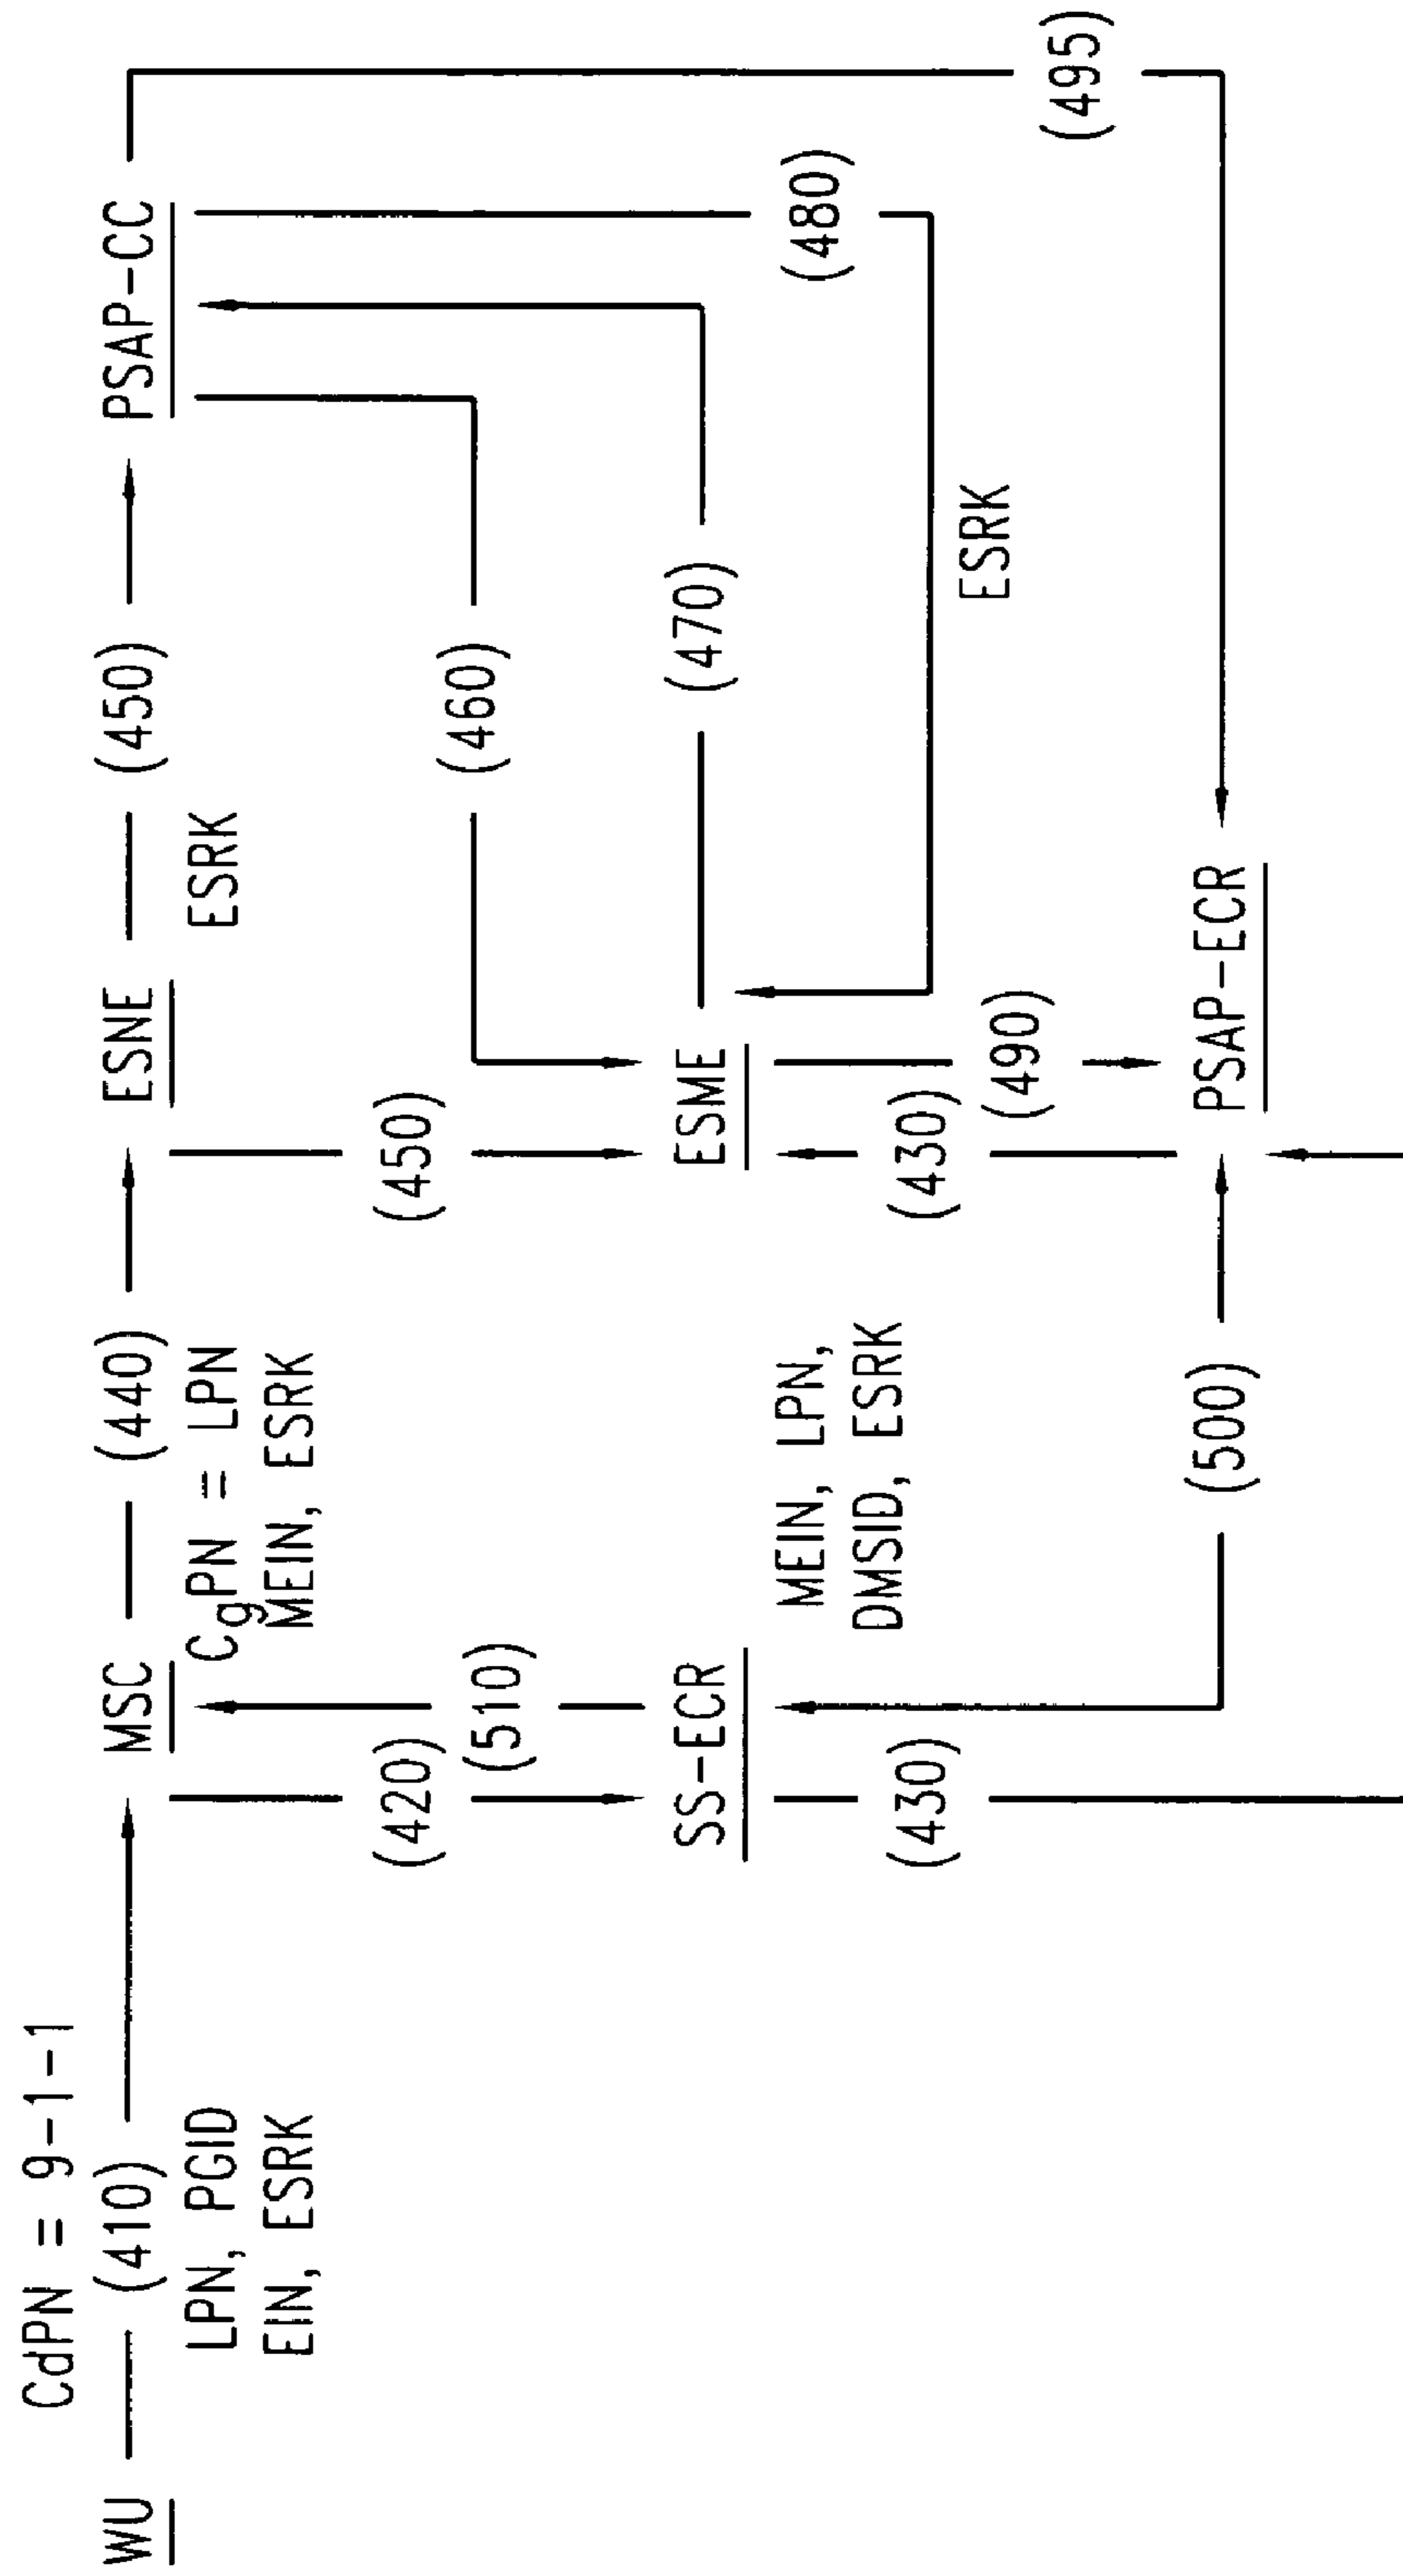 CdPN = 9-1-1
WU
(410)
MSC
(440)
ESNE
(450)
PSAP-CC
LPN, PGID
EIN, ESRK
CgPN = LPN
MEIN, ESRK
ESRK
(420)
(510)
(450)
(460)
SS-ECR
ESME
(470)
MEIN, LPN,
DMSID, ESRK
(480)
(430)
(430)
(490)
ESRK
(495)
(500)
PSAP-ECR